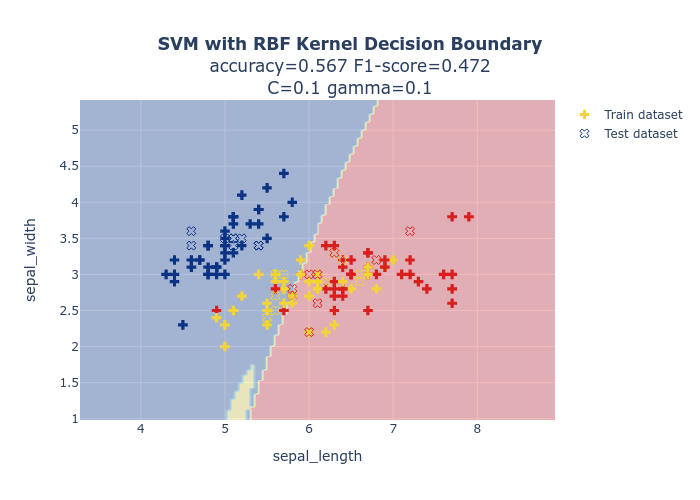 SVM with RBF Kernel Decision Boundary
accuracy=0.567 F1-score=0.472
C=0.1 gamma=0.1
Train dataset
Test dataset
5
4.5
4
3.5
3
2.5
2
1.5
1
sepal_width
4
5
6
7
8
sepal_length